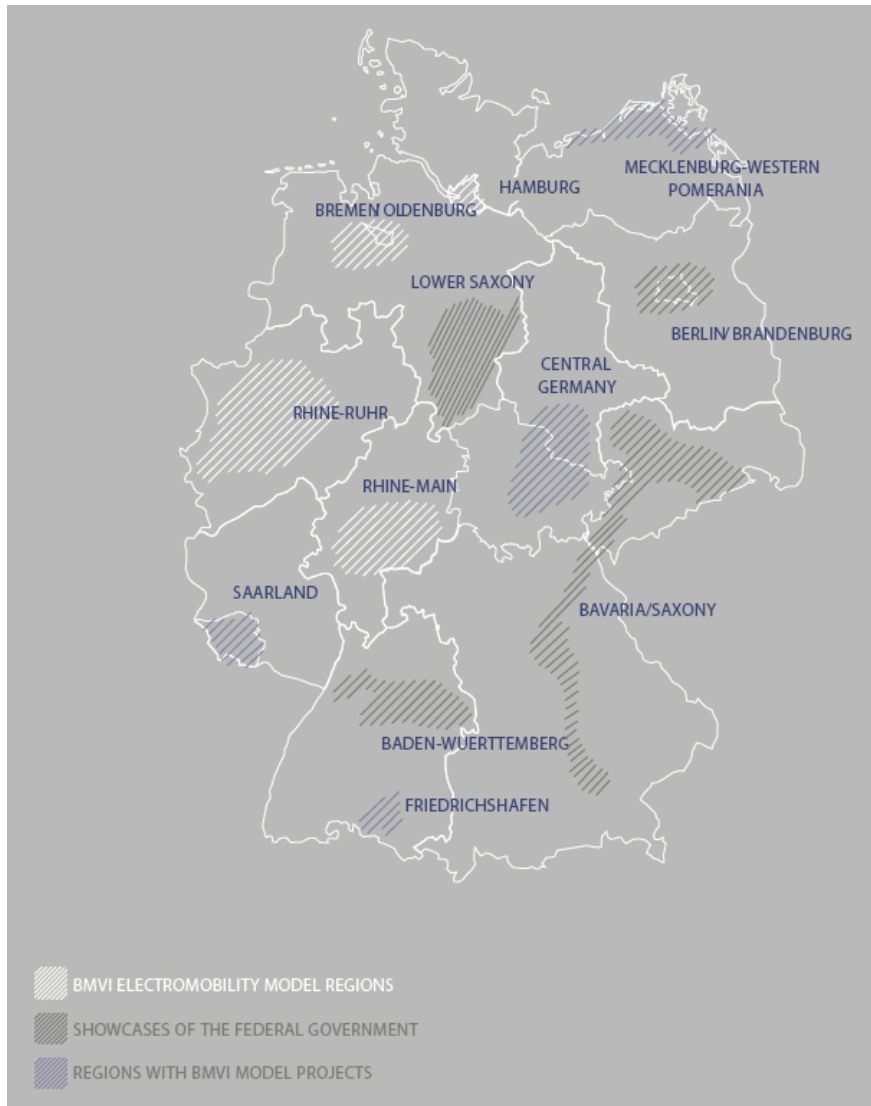 MECKLENBURG-WESTERN
POMERANIA
HAMBURG
BREMEN/OLDENBURG
LOWER SAXONY
BERLIN/BRANDENBURG
CENTRAL
GERMANY
RHINE-RUHR
RHINE-MAIN
SAARLAND
BAVARIA/SAXONY
BADEN-WUERTTEMBERG
FRIEDRICHSHAFEN
BMVI ELECTROMOBILITY MODEL REGIONS
SHOWCASES OF THE FEDERAL GOVERNMENT
REGIONS WITH BMVI MODEL PROJECTS